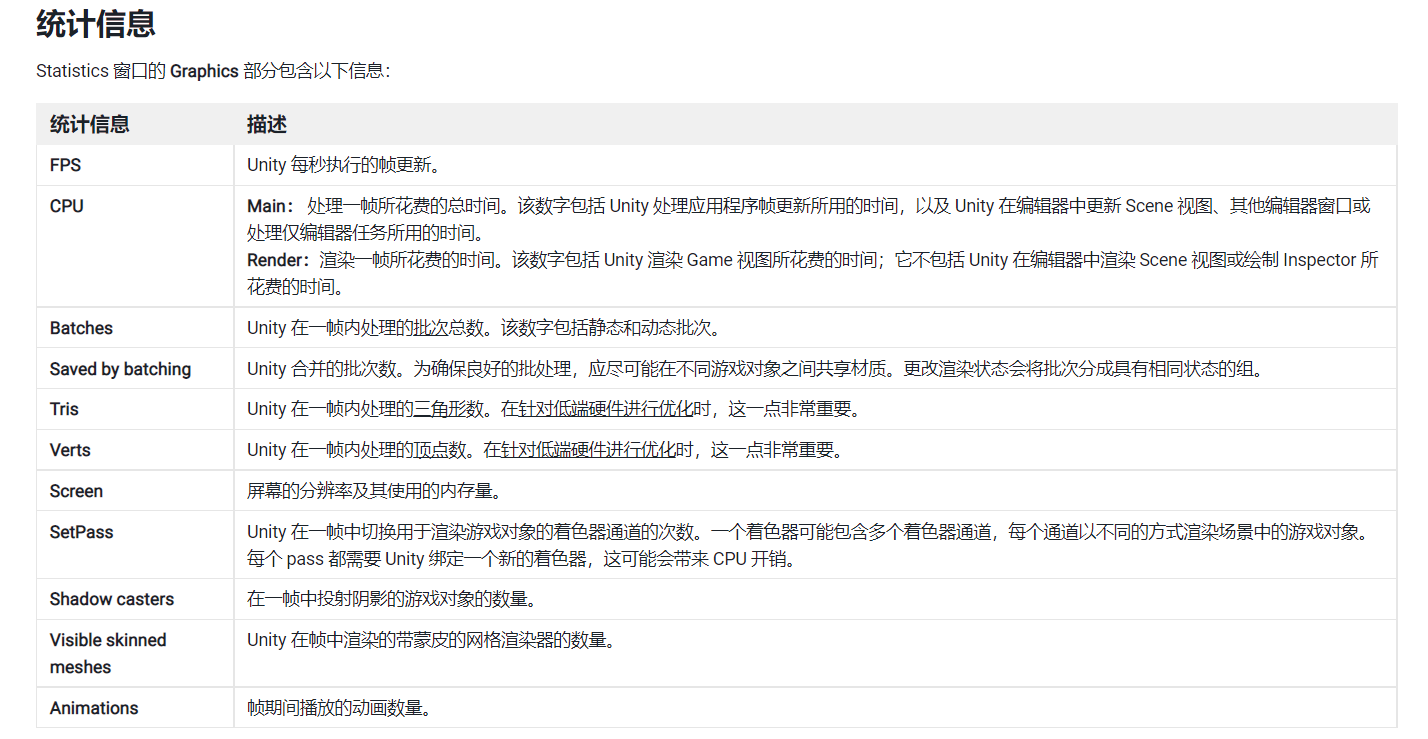 统计信息
Statistics 窗口的 Graphics 部分包含以下信息：
统计信息 描述
FPS Unity 每秒执行的帧更新。
CPU Main： 处理一帧所花费的总时间。该数字包括 Unity 处理应用程序帧更新所用的时间，以及 Unity 在编辑器中更新 Scene 视图、其他编辑器窗口或
处理仅编辑器任务所用的时间。
Render：渲染一帧所花费的时间。该数字包括 Unity 渲染 Game 视图所花费的时间；它不包括 Unity 在编辑器中渲染 Scene 视图或绘制 Inspector 所
花费的时间。
Batches Unity 在一帧内处理的批次总数。该数字包括静态和动态批次。
Saved by batching Unity 合并的批次数。为确保良好的批处理，应尽可能在不同游戏对象之间共享材质。更改渲染状态会将批次分成具有相同状态的组。
Tris Unity 在一帧内处理的三角形数。在针对低端硬件进行优化时，这一点非常重要。
Verts Unity 在一帧内处理的顶点数。在针对低端硬件进行优化时，这一点非常重要。
Screen 屏幕的分辨率及其使用的内存量。
SetPass Unity 在一帧中切换用于渲染游戏对象的着色器通道的次数。一个着色器可能包含多个着色器通道，每个通道以不同的方式渲染场景中的游戏对象。
每个 pass 都需要 Unity 绑定一个新的着色器，这可能会带来 CPU 开销。
Shadow casters 在一帧中投射阴影的游戏对象的数量。
Visible skinned Unity 在帧中渲染的带蒙皮的网格渲染器的数量。
meshes
Animations 帧期间播放的动画数量。